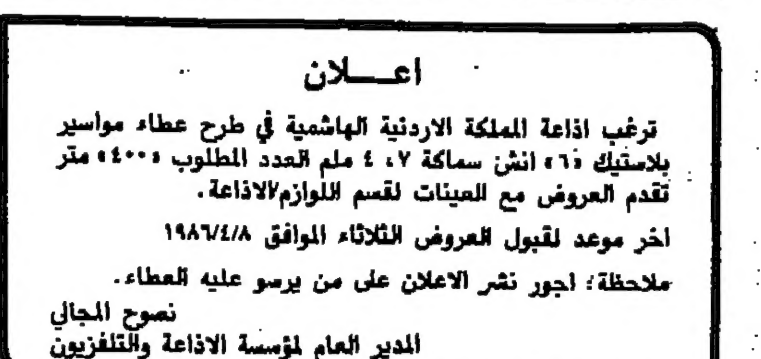 اعــــلان
ترغب اذاعة المملكة الاردنية الهاشمية في طرح عطاء مواسير
بلاستيك «٦» انش سماكة ٧، ٤ ملم العدد المطلوب «٤٠٠» متر
تقدم العروض مع العينات لقسم اللوازم/الاذاعة.
اخر موعد لقبول العروض الثلاثاء الموافق ١٩٨٦/٤/٨
ملاحظة: اجور نشر الاعلان على من يرسو عليه العطاء.
نصوح المجالي
المدير العام لمؤسسة الاذاعة والتلفزيون